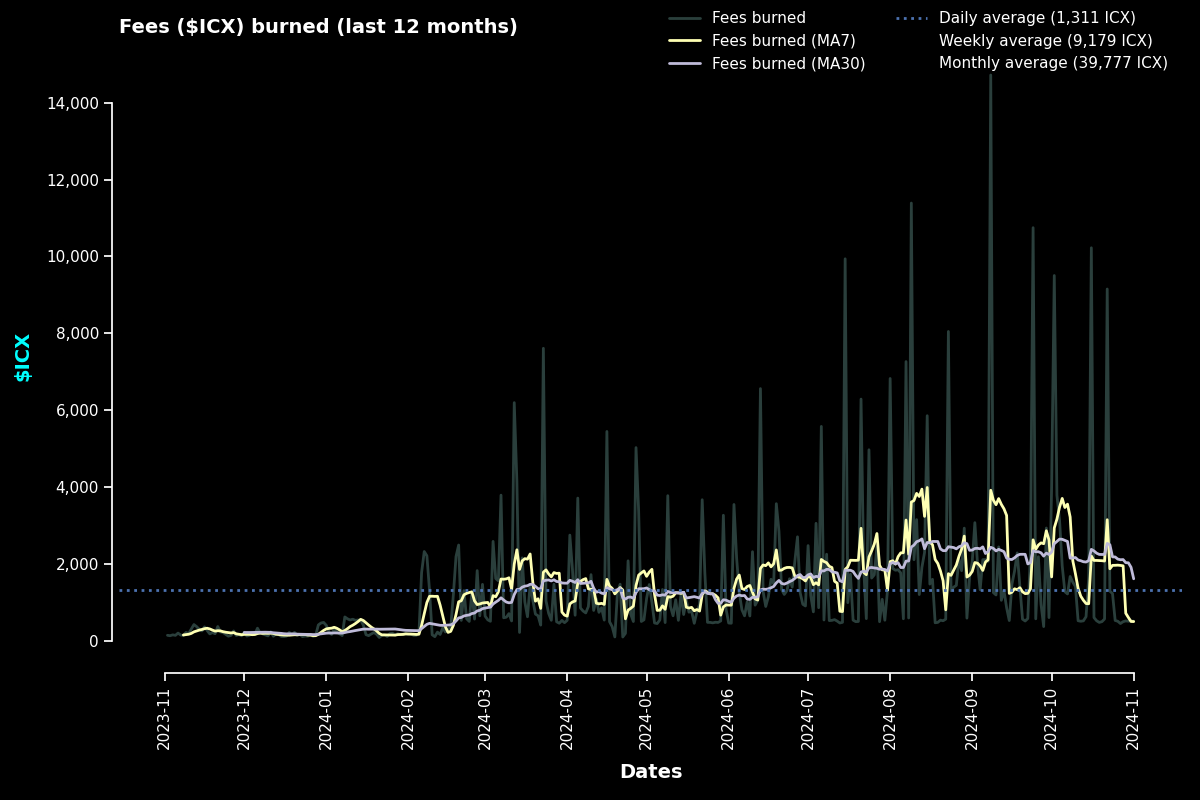 Fees ($ICX) burned (last 12 months)
Fees burned
Fees burned (MA7)
Fees burned (MA30)
Daily average (1,311 ICX)
Weekly average (9,179 ICX)
Monthly average (39,777 ICX)
14,000
12,000
10,000
8,000
6,000
4,000
2,000
0
$ICX
2023-11
2023-12
2024-01
2024-02
2024-03
2024-04
2024-05
2024-06
2024-07
2024-08
2024-09
2024-10
2024-11
Dates